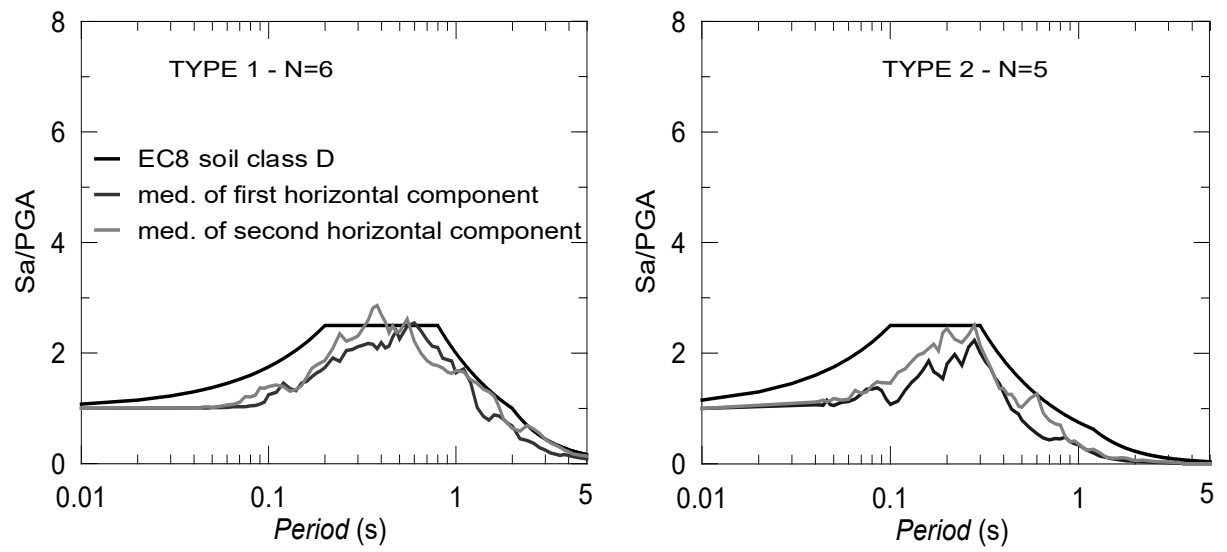 8
6
4
2
0
Sa/PGA
TYPE 1 - N=6
EC8 soil class D
med. of first horizontal component
med. of second horizontal component
0.01
0.1
1
5
Period (s)
8
6
4
2
0
Sa/PGA
TYPE 2 - N=5
0.01
0.1
1
5
Period (s)